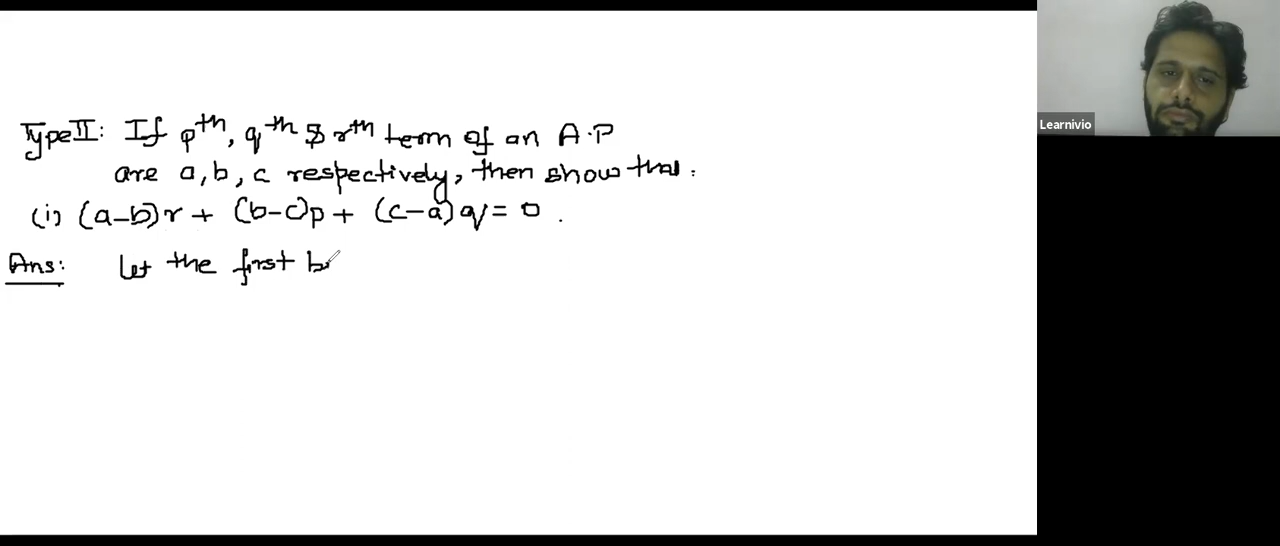 Type II: If pth, qth & rth term of an A.P
are a, b, c respectively, then show that:
(i) (a-b)r + (b-c)p + (c-a)q = 0.
Ans: Let the first
Learnivio